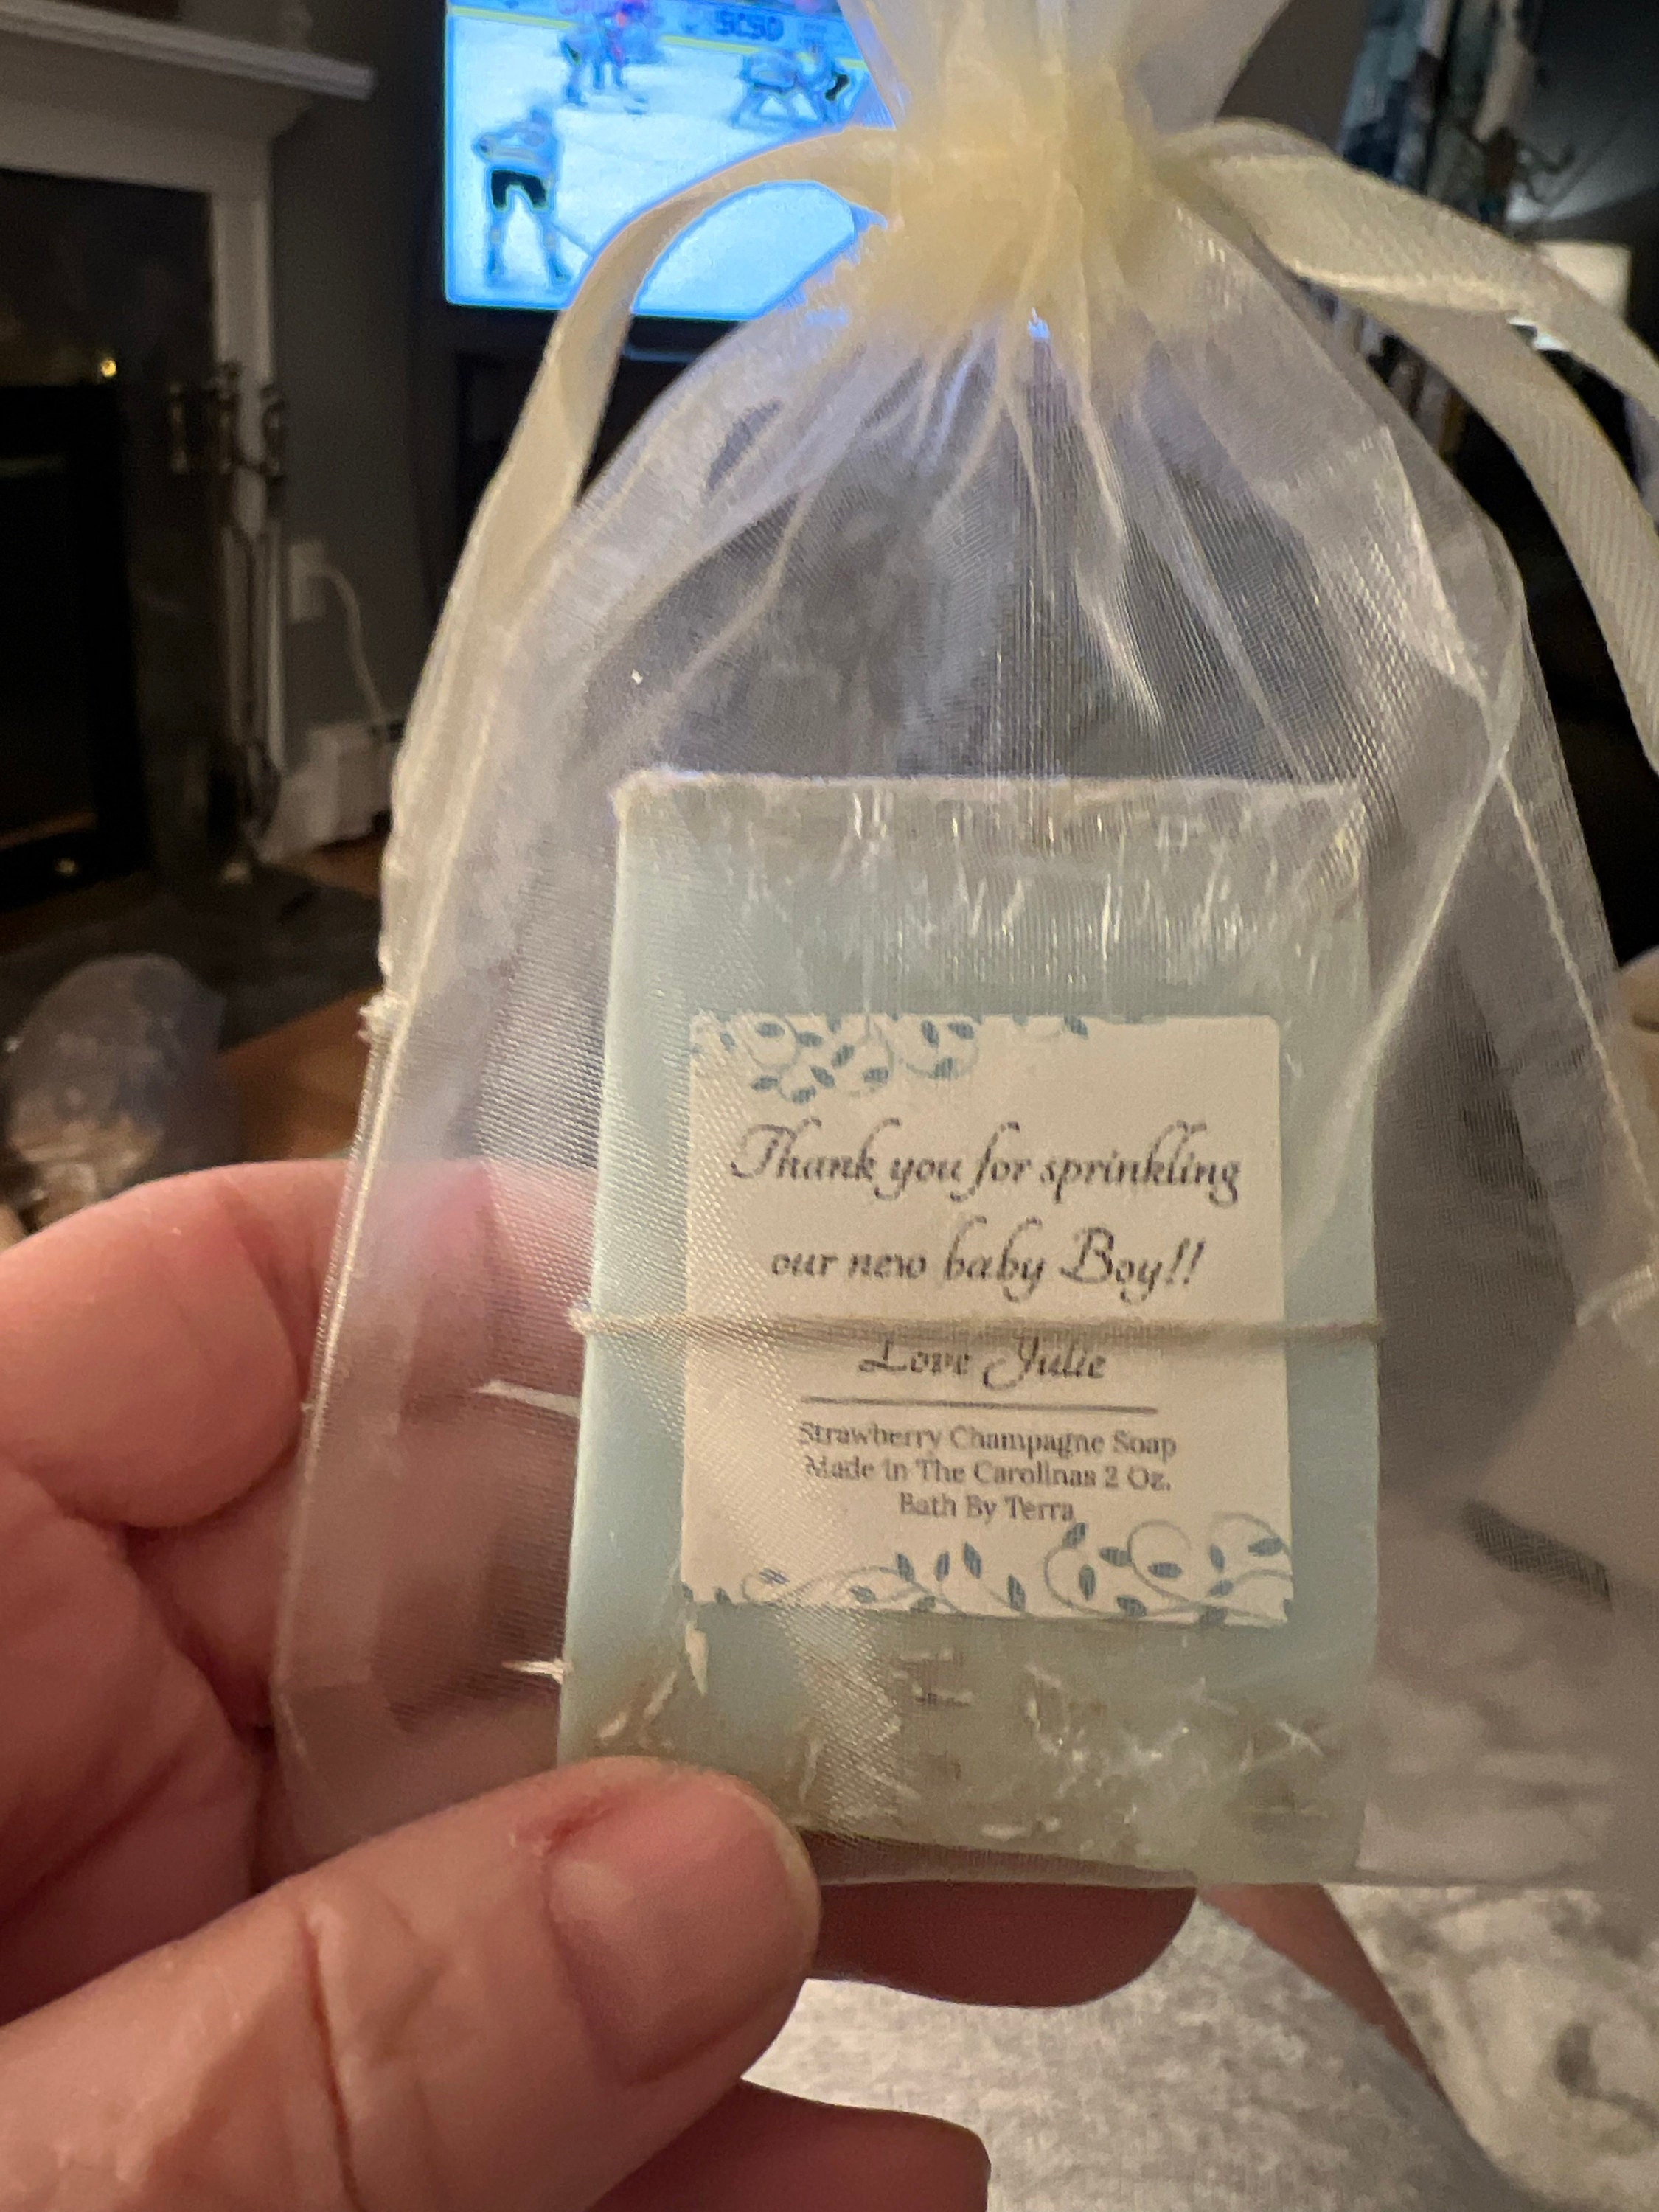 Thank you for sprinkling
our new baby Boy!!
Love Julie
Strawberry Champagne Soap
Made in The Carolinas 2 Oz.
Bath By Terra